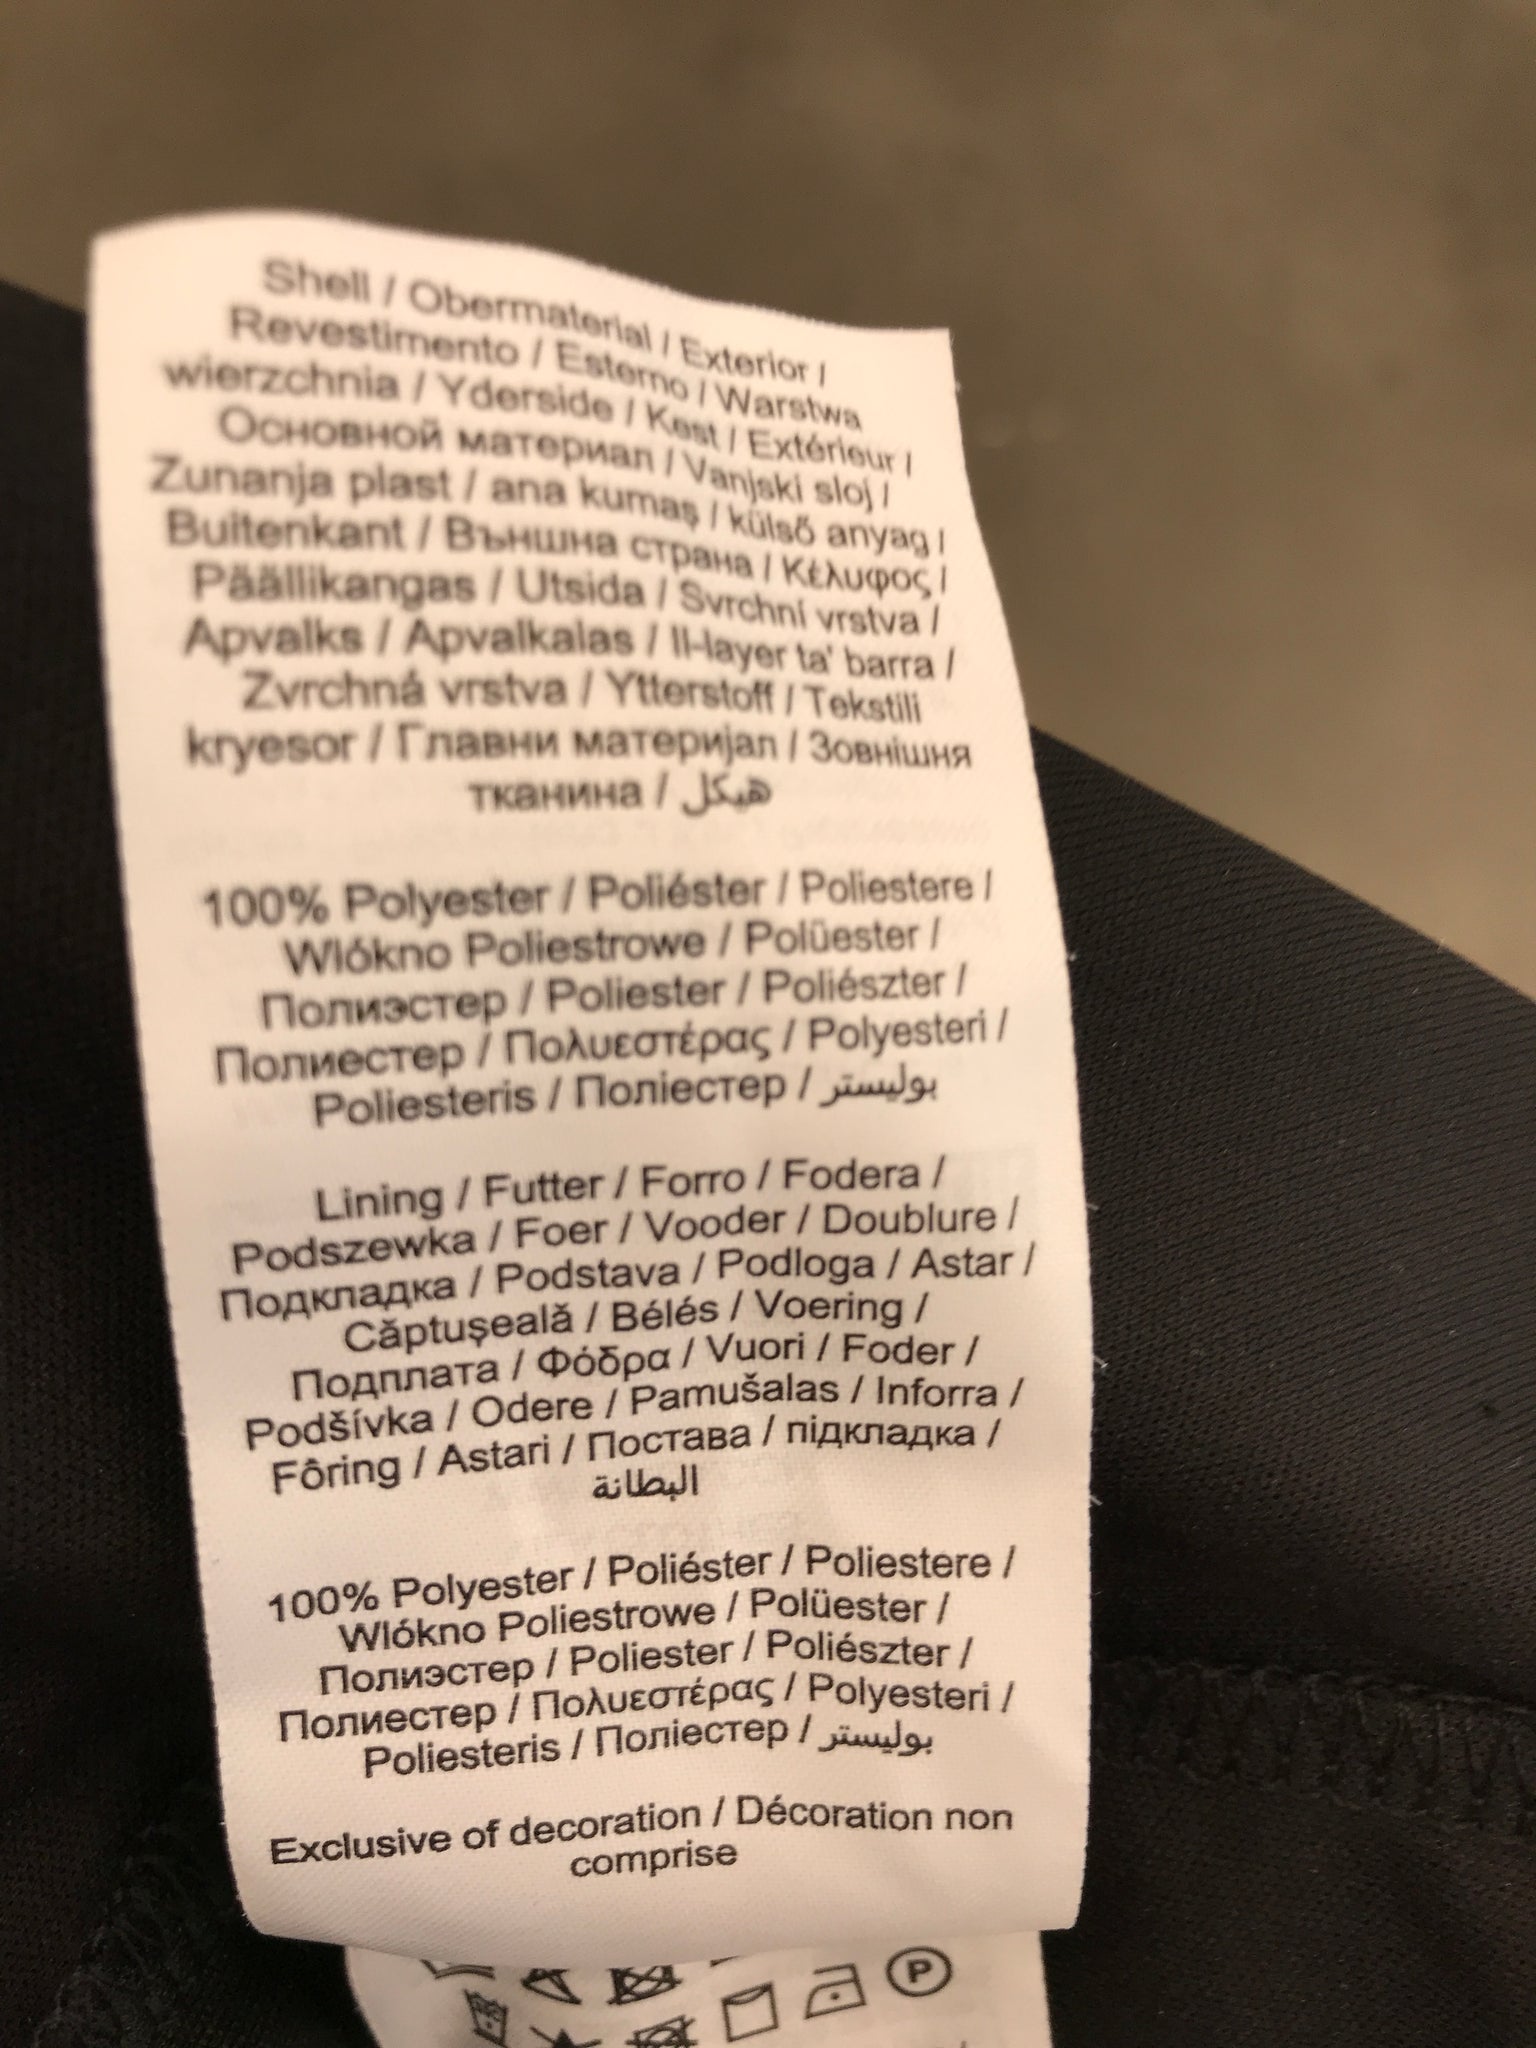 Shell / Obermaterial / Exterior /
Revestimento / Esterno / Warstwa
wierzchnia / Yderside / Kest / Extérieur /
Основной материал / Vanjski sloj /
Zunanja plast / ana kumaş / külső anyag /
Buitenkant / Външна страна / Κέλυφος /
Päällikangas / Utsida / Svrchní vrstva /
Apvalks / Apvalkalas / Il-layer ta' barra /
Zvrchná vrstva / Ytterstoff / Tekstili
kryesor / Главни материјал / Зовнішня
тканина / هيكل
100% Polyester / Poliéster / Poliestere /
Wlókno Poliestrowe / Polüester /
Полиэстер / Poliester / Poliészter /
Полиестер / Πολυεστέρας / Polyesteri /
Poliesteris / Поліестер / بوليستر
Lining / Futter / Forro / Fodera /
Podszewka / Foer / Vooder / Doublure /
Подкладка / Podstava / Podloga / Astar /
Căptuşeală / Bélés / Voering /
Подплата / Φόδρα / Vuori / Foder /
Podšívka / Odere / Pamušalas / Inforra /
Fôring / Astari / Постава / підкладка /
البطانة
100% Polyester / Poliéster / Poliestere /
Wlókno Poliestrowe / Polüester /
Полиэстер / Poliester / Poliészter /
Полиестер / Πολυεστέρας / Polyesteri /
Poliesteris / Поліестер / بوليستر
Exclusive of decoration / Décoration non
comprise
P